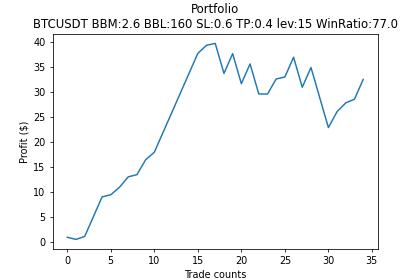 Portfolio
BTCUSDT BBM:2.6 BBL:160 SL:0.6 TP:0.4 lev:15 WinRatio:77.0
40
35
30
25
20
15
10
5
0
Profit ($)
0 5 10 15 20 25 30 35
Trade counts